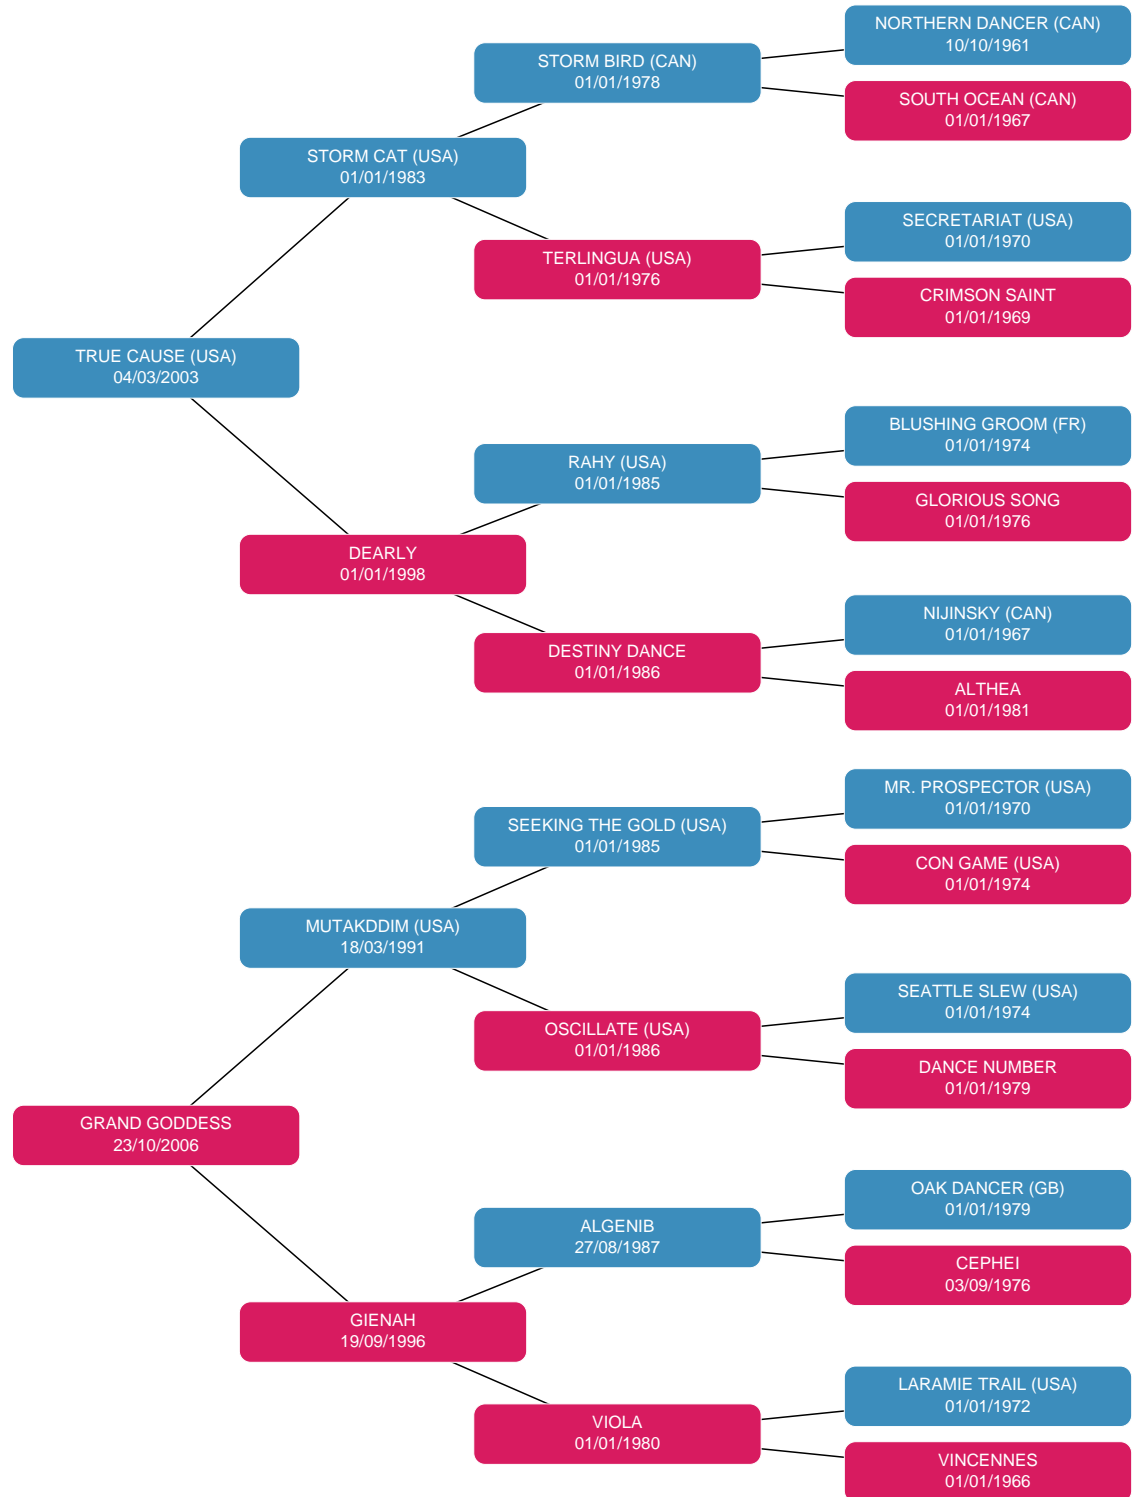 NORTHERN DANCER (CAN)
10/10/1961
STORM BIRD (CAN)
01/01/1978
SOUTH OCEAN (CAN)
01/01/1967
STORM CAT (USA)
01/01/1983
SECRETARIAT (USA)
01/01/1970
TERLINGUA (USA)
01/01/1976
CRIMSON SAINT
01/01/1969
TRUE CAUSE (USA)
04/03/2003
BLUSHING GROOM (FR)
01/01/1974
RAHY (USA)
01/01/1985
GLORIOUS SONG
01/01/1976
DEARLY
01/01/1998
NIJINSKY (CAN)
01/01/1967
DESTINY DANCE
01/01/1986
ALTHEA
01/01/1981
MR. PROSPECTOR (USA)
01/01/1970
SEEKING THE GOLD (USA)
01/01/1985
CON GAME (USA)
01/01/1974
MUTAKDDIM (USA)
18/03/1991
SEATTLE SLEW (USA)
01/01/1974
OSCILLATE (USA)
01/01/1986
DANCE NUMBER
01/01/1979
GRAND GODDESS
23/10/2006
OAK DANCER (GB)
01/01/1979
ALGENIB
27/08/1987
CEPHEI
03/09/1976
GIENAH
19/09/1996
LARAMIE TRAIL (USA)
01/01/1972
VIOLA
01/01/1980
VINCENNES
01/01/1966